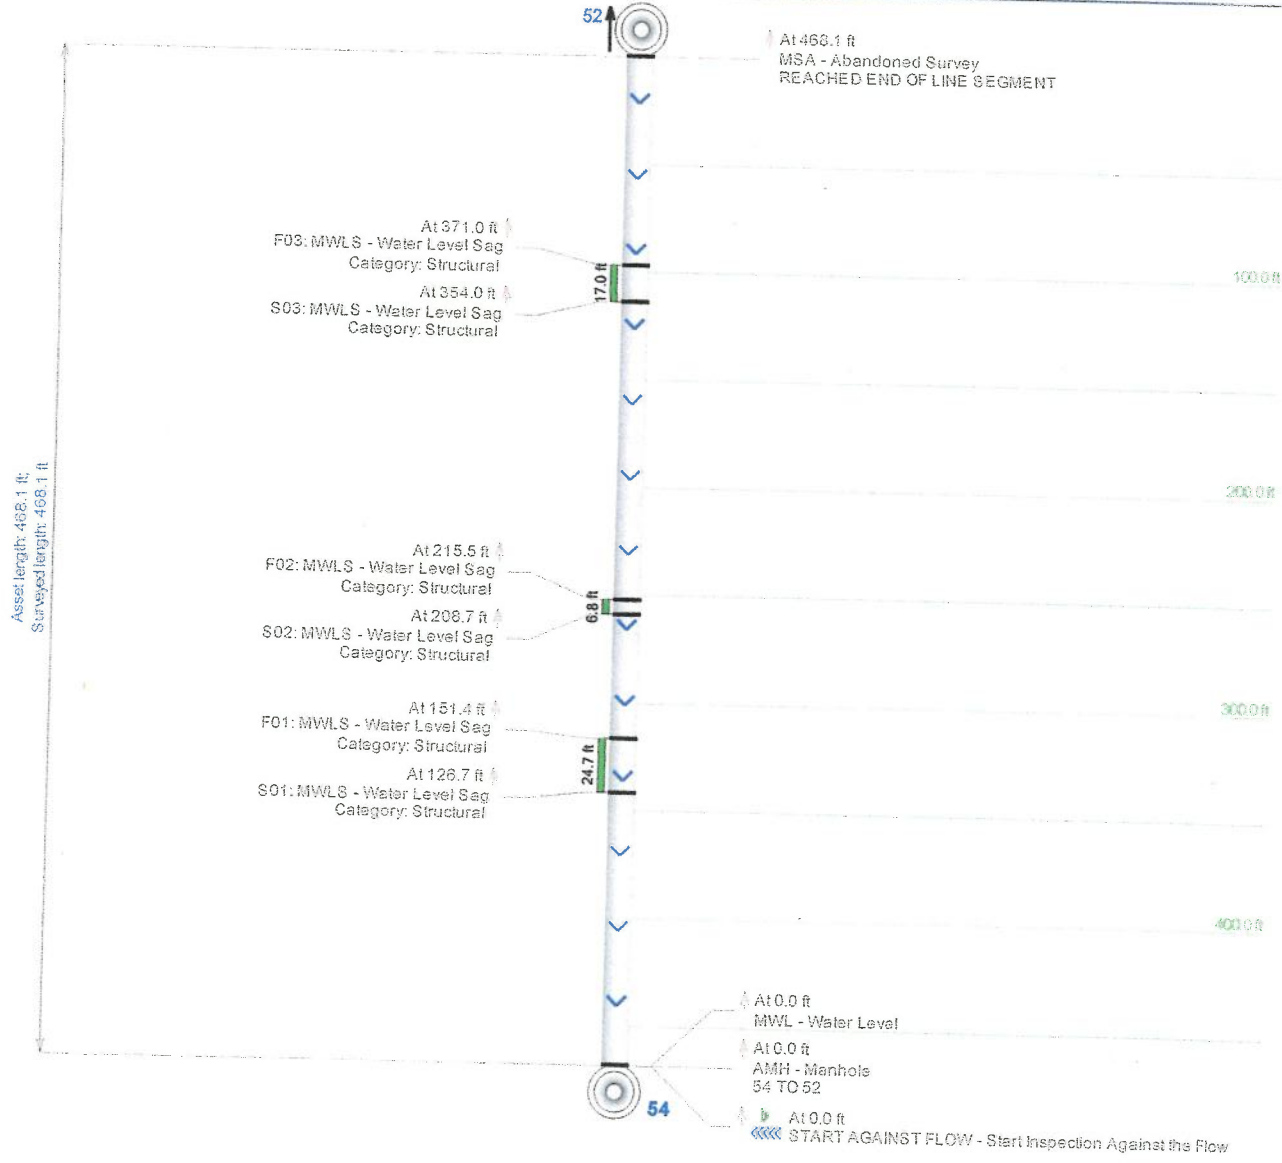 52
At 468.1 ft
MSA - Abandoned Survey
REACHED END OF LINE SEGMENT
At 371.0 ft
F03: MWLS - Water Level Sag
Category: Structural
17.0 ft
100.0 ft
At 354.0 ft
S03: MWLS - Water Level Sag
Category: Structural
Asset length: 468.1 ft;
Surveyed length: 468.1 ft
200.0 ft
At 215.5 ft
F02: MWLS - Water Level Sag
Category: Structural
6.8 ft
At 208.7 ft
S02: MWLS - Water Level Sag
Category: Structural
At 151.4 ft
F01: MWLS - Water Level Sag
Category: Structural
300.0 ft
24.7 ft
At 126.7 ft
S01: MWLS - Water Level Sag
Category: Structural
400.0 ft
At 0.0 ft
MWL - Water Level
At 0.0 ft
AMH - Manhole
54 TO 52
54
At 0.0 ft
START AGAINST FLOW - Start Inspection Against the Flow